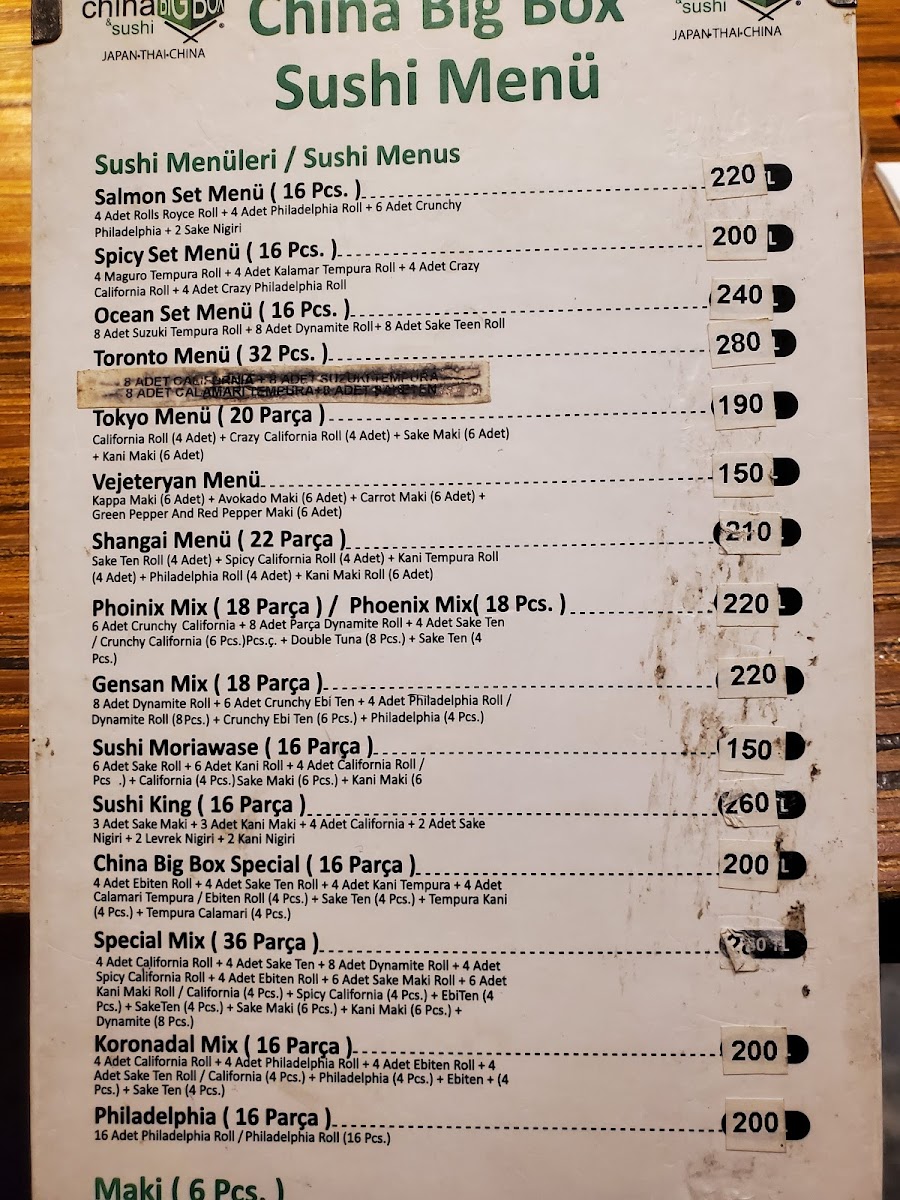 china BIG BOX
& sushi
JAPAN•THAI•CHINA
China Big Box
& sushi
JAPAN•THAI•CHINA
Sushi Menü
Sushi Menüleri / Sushi Menus
Salmon Set Menü ( 16 Pcs. ) 220 TL
4 Adet Rolls Royce Roll + 4 Adet Philadelphia Roll + 6 Adet Crunchy
Philadelphia + 2 Sake Nigiri
Spicy Set Menü ( 16 Pcs. ) 200 L
4 Maguro Tempura Roll + 4 Adet Kalamar Tempura Roll + 4 Adet Crazy
California Roll + 4 Adet Crazy Philadelphia Roll
Ocean Set Menü ( 16 Pcs. ) 240
8 Adet Suzuki Tempura Roll + 8 Adet Dynamite Roll+ 8 Adet Sake Teen Roll
Toronto Menü ( 32 Pcs. ) 280
8 ADET CALIFORNIA + 8 ADET SUZUKI TEMPURA
8 ADET CALAMARI TEMPURA+8 ADET SAKETEN
Tokyo Menü ( 20 Parça ) 190
California Roll (4 Adet) + Crazy California Roll (4 Adet) + Sake Maki (6 Adet)
+ Kani Maki (6 Adet)
Vejeteryan Menü 150
Kappa Maki (6 Adet) + Avokado Maki (6 Adet) + Carrot Maki (6 Adet) +
Green Pepper And Red Pepper Maki (6 Adet)
Shangai Menü ( 22 Parça ) 210
Sake Ten Roll (4 Adet) + Spicy California Roll (4 Adet) + Kani Tempura Roll
(4 Adet) + Philadelphia Roll (4 Adet) + Kani Maki Roll (6 Adet)
Phoinix Mix ( 18 Parça ) / Phoenix Mix( 18 Pcs. ) 220
6 Adet Crunchy California + 8 Adet Parça Dynamite Roll + 4 Adet Sake Ten
/ Crunchy California (6 Pcs.)Pcs.ç. + Double Tuna (8 Pcs.) + Sake Ten (4
Pcs.)
Gensan Mix ( 18 Parça ) 220
8 Adet Dynamite Roll + 6 Adet Crunchy Ebi Ten + 4 Adet Philadelphia Roll /
Dynamite Roll (8Pcs.) + Crunchy Ebi Ten (6 Pcs.) + Philadelphia (4 Pcs.)
Sushi Moriawase ( 16 Parça ) 150
6 Adet Sake Roll + 6 Adet Kani Roll + 4 Adet California Roll /
Pcs .) + California (4 Pcs.)Sake Maki (6 Pcs.) + Kani Maki (6
Sushi King ( 16 Parça ) 260 L
3 Adet Sake Maki + 3 Adet Kani Maki + 4 Adet California + 2 Adet Sake
Nigiri + 2 Levrek Nigiri + 2 Kani Nigiri
China Big Box Special ( 16 Parça ) 200 L
4 Adet Ebiten Roll + 4 Adet Sake Ten Roll + 4 Adet Kani Tempura + 4 Adet
Calamari Tempura / Ebiten Roll (4 Pcs.) + Sake Ten (4 Pcs.) + Tempura Kani
(4 Pcs.) + Tempura Calamari (4 Pcs.)
Special Mix ( 36 Parça ) TL
4 Adet California Roll + 4 Adet Sake Ten + 8 Adet Dynamite Roll + 4 Adet
Spicy California Roll + 4 Adet Ebiten Roll + 6 Adet Sake Maki Roll + 6 Adet
Kani Maki Roll / California (4 Pcs.) + Spicy California (4 Pcs.) + EbiTen (4
Pcs.) + SakeTen (4 Pcs.) + Sake Maki (6 Pcs.) + Kani Maki (6 Pcs.) +
Dynamite (8 Pcs.)
Koronadal Mix ( 16 Parça ) 200
4 Adet California Roll + 4 Adet Philadelphia Roll + 4 Adet Ebiten Roll + 4
Adet Sake Ten Roll / California (4 Pcs.) + Philadelphia (4 Pcs.) + Ebiten + (4
Pcs.) + Sake Ten (4 Pcs.)
Philadelphia ( 16 Parça ) 200
16 Adet Philadelphia Roll / Philadelphia Roll (16 Pcs.)
Maki ( 6 Pcs. )